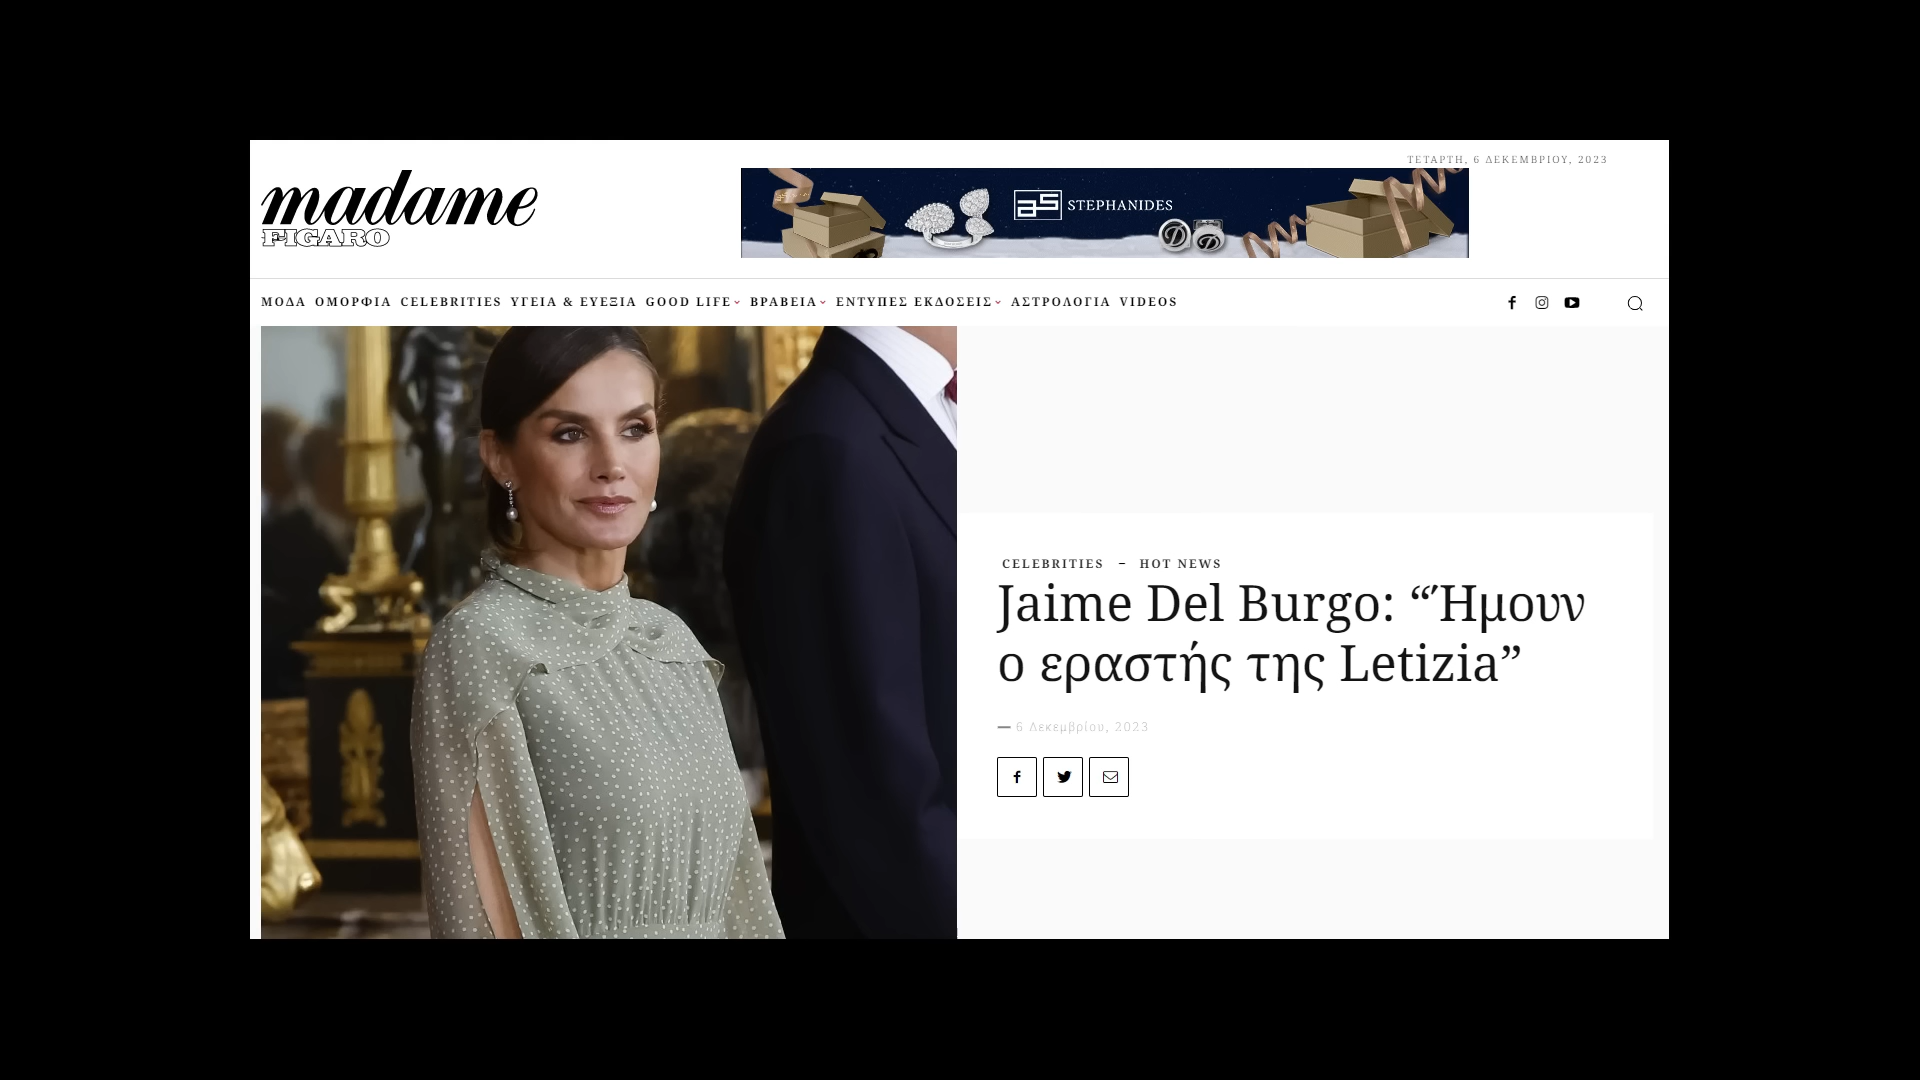 ΤΕΤΑΡΤΗ, 6 ΔΕΚΕΜΒΡΙΟΥ, 2023
madame
FIGARO
as STEPHANIDES
ΜΟΔΑ ΟΜΟΡΦΙΑ CELEBRITIES ΥΓΕΙΑ & ΕΥΕΞΙΑ GOOD LIFE ΒΡΑΒΕΙΑ ΕΝΤΥΠΕΣ ΕΚΔΟΣΕΙΣ ΑΣΤΡΟΛΟΓΙΑ VIDEOS
CELEBRITIES – HOT NEWS
Jaime Del Burgo: “Ήμουν
ο εραστής της Letizia”
— 6 Δεκεμβρίου, 2023